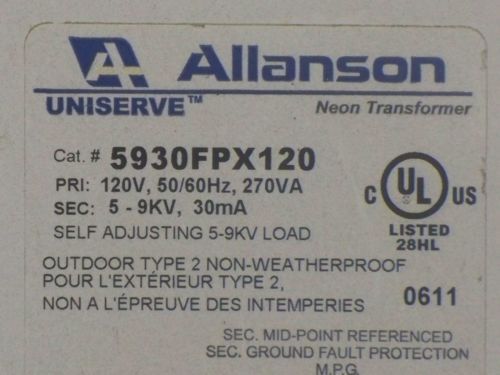 Allanson
UNISERVE™ Neon Transformer
Cat. # 5930FPX120
PRI: 120V, 50/60Hz, 270VA
SEC: 5 - 9KV, 30mA
SELF ADJUSTING 5-9KV LOAD
C UL US
LISTED
28HL
OUTDOOR TYPE 2 NON-WEATHERPROOF
POUR L'EXTÉRIEUR TYPE 2,
NON A L'ÉPREUVE DES INTEMPERIES
0611
SEC. MID-POINT REFERENCED
SEC. GROUND FAULT PROTECTION
M.P.G.